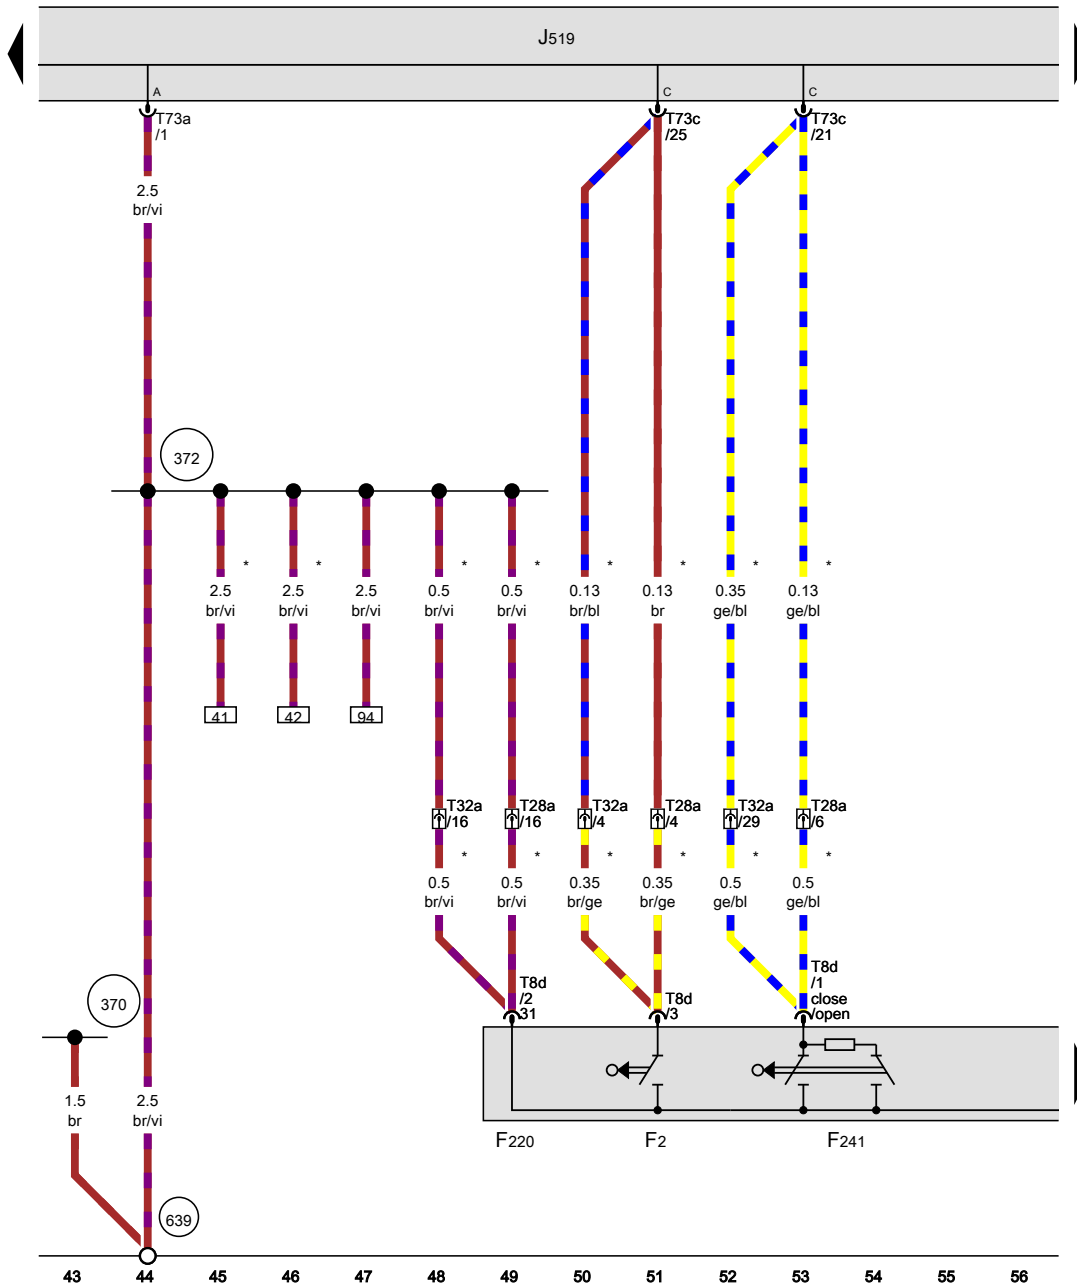 J519
A
C
C
T73a
/1
T73c
/25
T73c
/21
2.5
br/vi
372
*
*
*
*
*
*
*
*
*
2.5
br/vi
2.5
br/vi
2.5
br/vi
0.5
br/vi
0.5
br/vi
0.13
br/bl
0.13
br
0.35
ge/bl
0.13
ge/bl
41
42
94
T32a
/16
T28a
/16
T32a
/4
T28a
/4
T32a
/29
T28a
/6
*
*
*
*
*
*
0.5
br/vi
0.5
br/vi
0.35
br/ge
0.35
br/ge
0.5
ge/bl
0.5
ge/bl
T8d
/2
31
T8d
/3
T8d
/1
close
/open
370
1.5
br
2.5
br/vi
F220
F2
F241
639
43 44 45 46 47 48 49 50 51 52 53 54 55 56